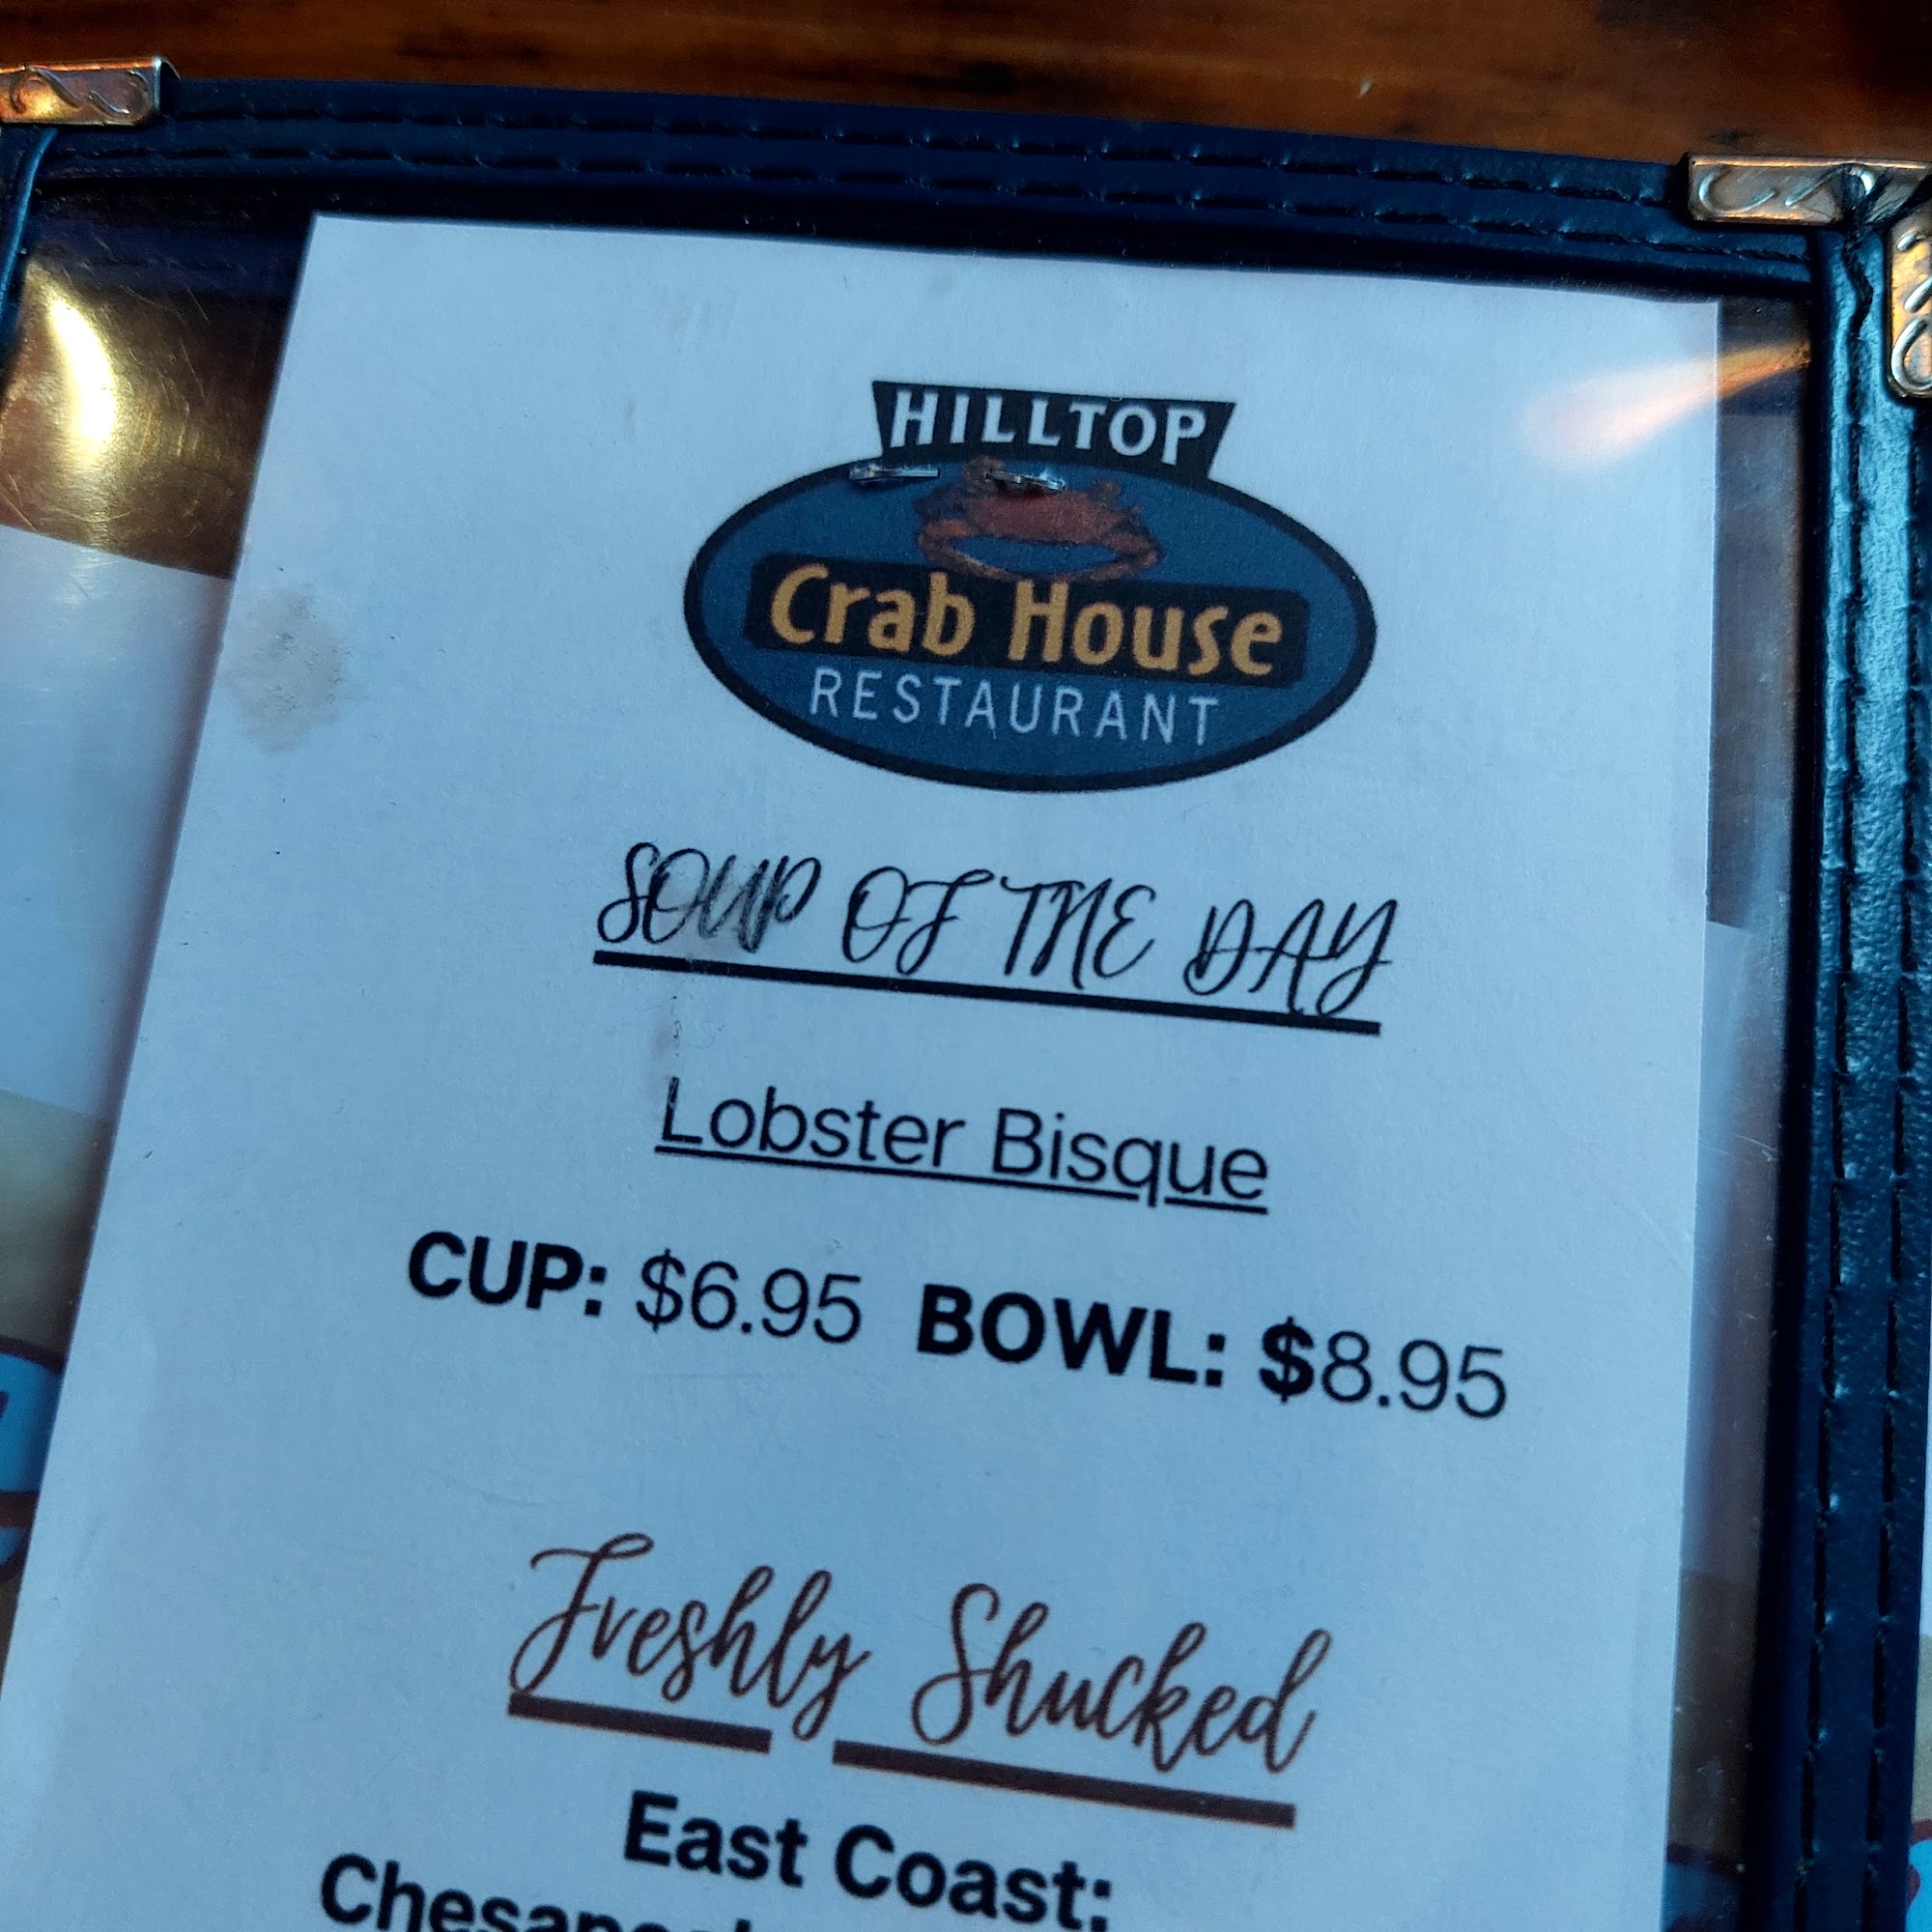 HILLTOP
Crab House
RESTAURANT
SOUP OF THE DAY
Lobster Bisque
CUP: $6.95 BOWL: $8.95
Freshly Shucked
East Coast: